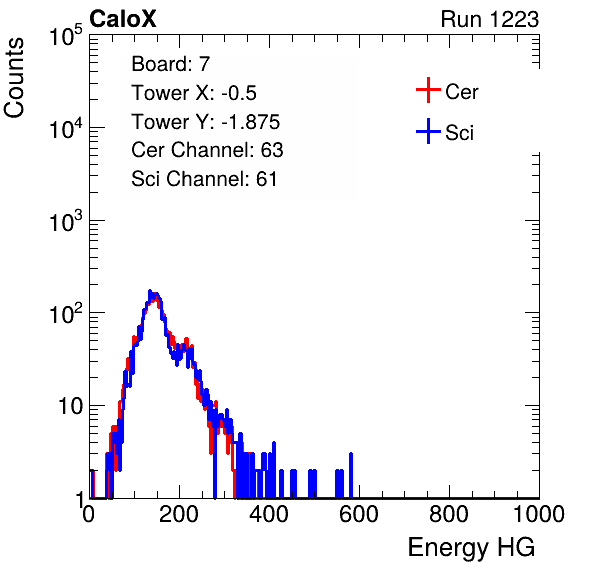 CaloX Run 1223
Counts
Board: 7
Tower X: -0.5
Tower Y: -1.875
Cer Channel: 63
Sci Channel: 61
Cer
Sci
10^5
10^4
10^3
10^2
10
1
0 200 400 600 800 1000
Energy HG